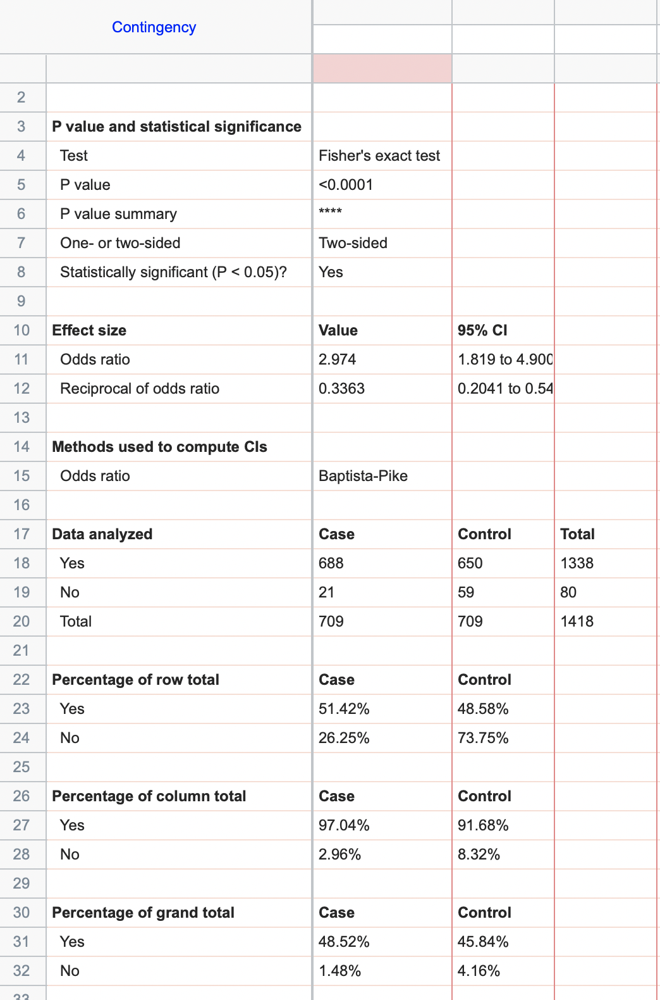 Contingency
2
3 P value and statistical significance
4 Test Fisher's exact test
5 P value <0.0001
6 P value summary ****
7 One- or two-sided Two-sided
8 Statistically significant (P < 0.05)? Yes
9
10 Effect size Value 95% CI
11 Odds ratio 2.974 1.819 to 4.900
12 Reciprocal of odds ratio 0.3363 0.2041 to 0.54
13
14 Methods used to compute CIs
15 Odds ratio Baptista-Pike
16
17 Data analyzed Case Control Total
18 Yes 688 650 1338
19 No 21 59 80
20 Total 709 709 1418
21
22 Percentage of row total Case Control
23 Yes 51.42% 48.58%
24 No 26.25% 73.75%
25
26 Percentage of column total Case Control
27 Yes 97.04% 91.68%
28 No 2.96% 8.32%
29
30 Percentage of grand total Case Control
31 Yes 48.52% 45.84%
32 No 1.48% 4.16%
33